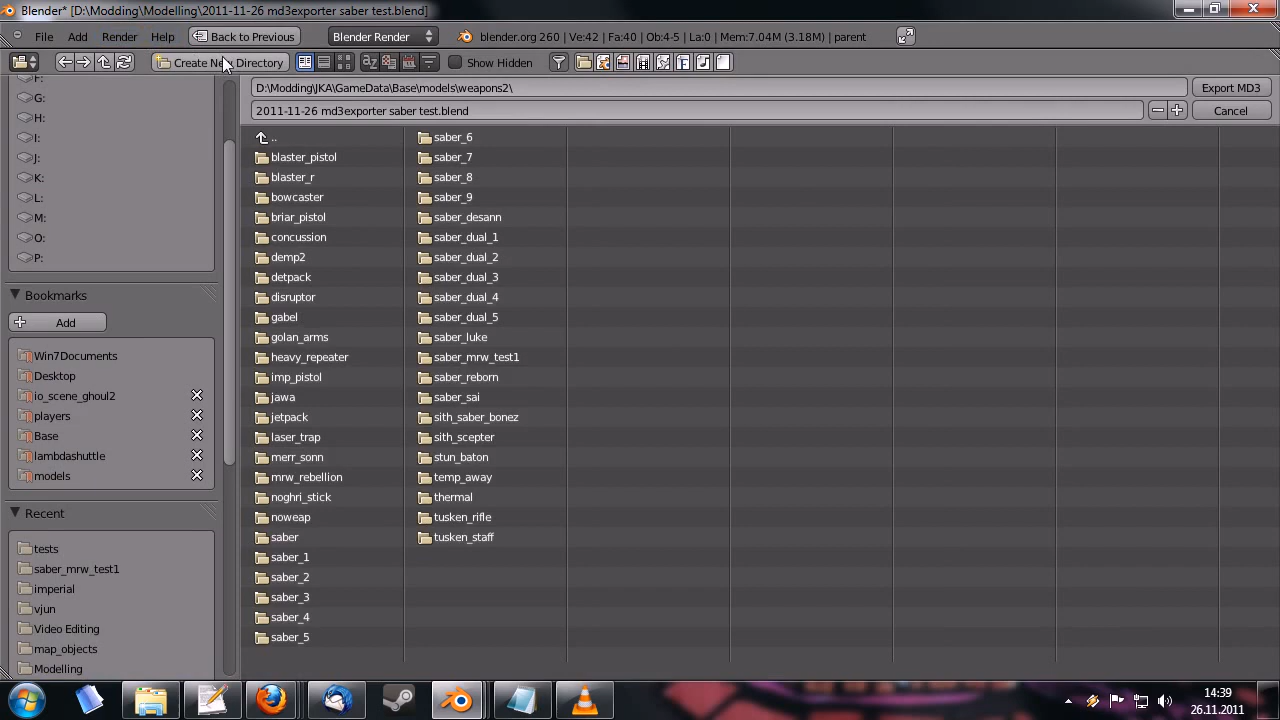 Blender* [D:\Modding\Modelling\2011-11-26 md3exporter saber test.blend]
File Add Render Help Back to Previous Blender Render blender.org 260 | Ve:42 | Fa:40 | Ob:4-5 | La:0 | Mem:7.04M (3.18M) | parent
Create New Directory Show Hidden
D:\Modding\JKA\GameData\Base\models\weapons2\ Export MD3
2011-11-26 md3exporter saber test.blend Cancel
F:
G:
H:
I:
J:
K:
L:
M:
O:
P:
Bookmarks
Add
Win7Documents
Desktop
io_scene_ghoul2
players
Base
lambdashuttle
models
Recent
tests
saber_mrw_test1
imperial
vjun
Video Editing
map_objects
Modelling
..
blaster_pistol
blaster_r
bowcaster
briar_pistol
concussion
demp2
detpack
disruptor
gabel
golan_arms
heavy_repeater
imp_pistol
jawa
jetpack
laser_trap
merr_sonn
mrw_rebellion
noghri_stick
noweap
saber
saber_1
saber_2
saber_3
saber_4
saber_5
saber_6
saber_7
saber_8
saber_9
saber_desann
saber_dual_1
saber_dual_2
saber_dual_3
saber_dual_4
saber_dual_5
saber_luke
saber_mrw_test1
saber_reborn
saber_sai
sith_saber_bonez
sith_scepter
stun_baton
temp_away
thermal
tusken_rifle
tusken_staff
14:39
26.11.2011